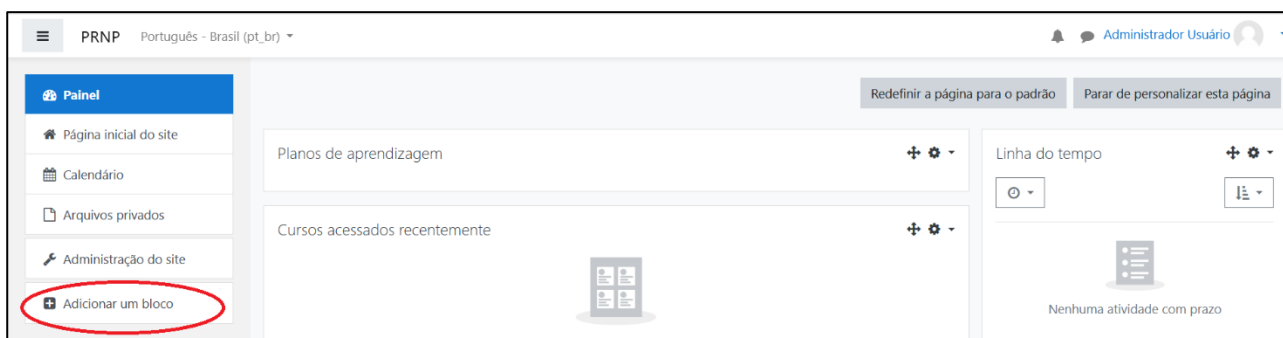 PRNP Português - Brasil (pt_br)
Administrador Usuário
Painel
Página inicial do site
Calendário
Arquivos privados
Administração do site
Adicionar um bloco
Redefinir a página para o padrão
Parar de personalizar esta página
Planos de aprendizagem
Cursos acessados recentemente
Linha do tempo
Nenhuma atividade com prazo